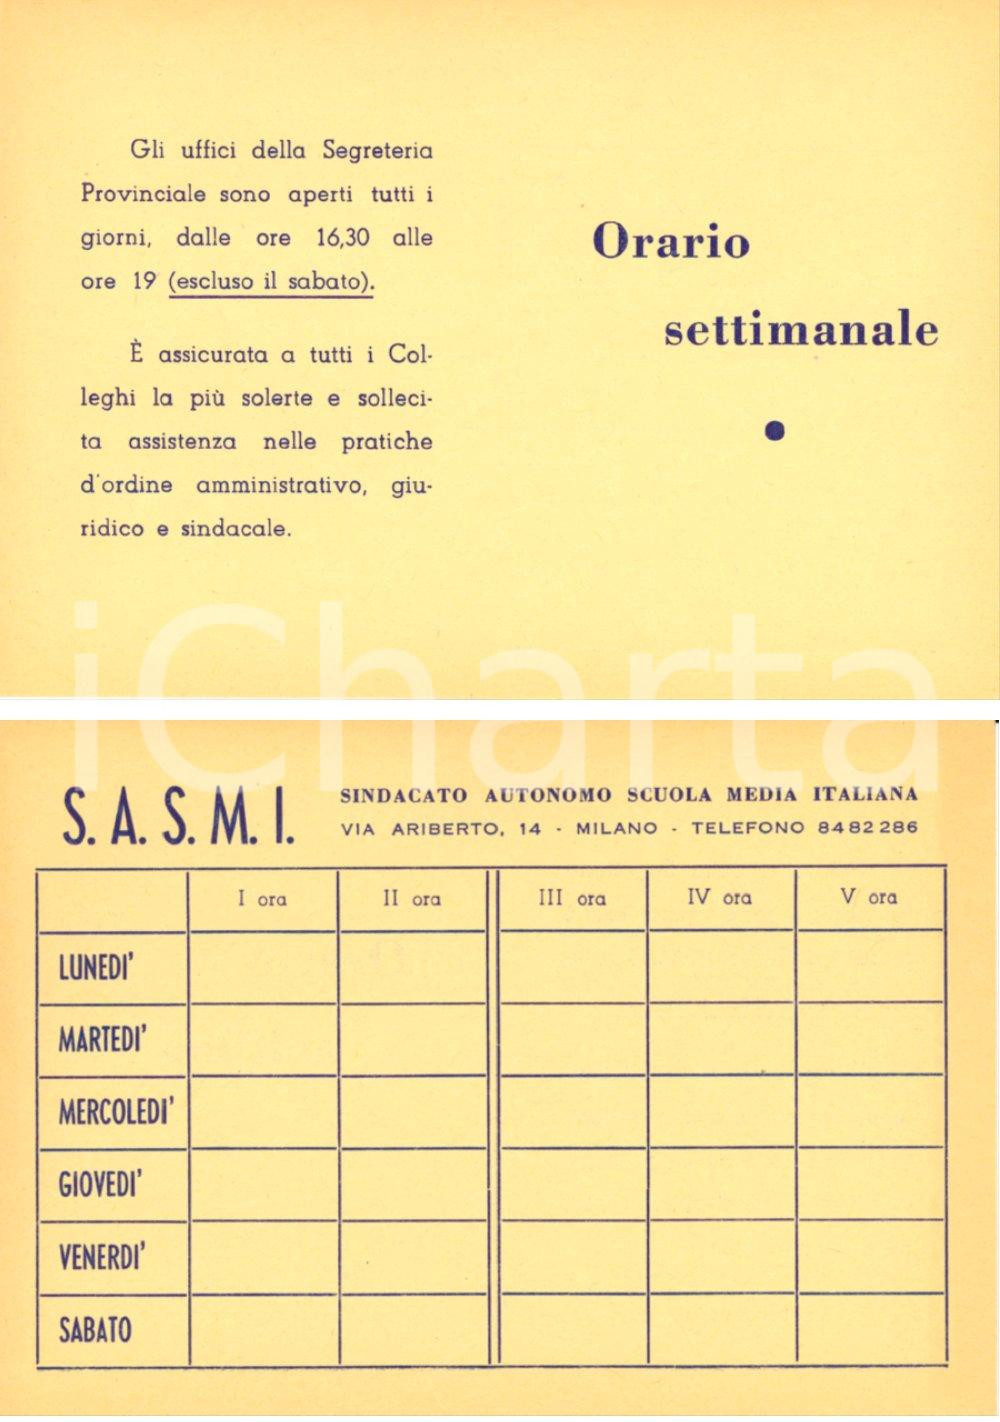 Gli uffici della Segreteria
Provinciale sono aperti tutti i
giorni, dalle ore 16,30 alle
ore 19 (escluso il sabato).
È assicurata a tutti i Col-
leghi la più solerte e solleci-
ta assistenza nelle pratiche
d'ordine amministrativo, giu-
ridico e sindacale.
Orario
settimanale
iCharta
S. A. S. M. I.
SINDACATO AUTONOMO SCUOLA MEDIA ITALIANA
VIA ARIBERTO, 14 - MILANO - TELEFONO 8482286
I ora II ora III ora IV ora V ora
LUNEDI'
MARTEDI'
MERCOLEDI'
GIOVEDI'
VENERDI'
SABATO